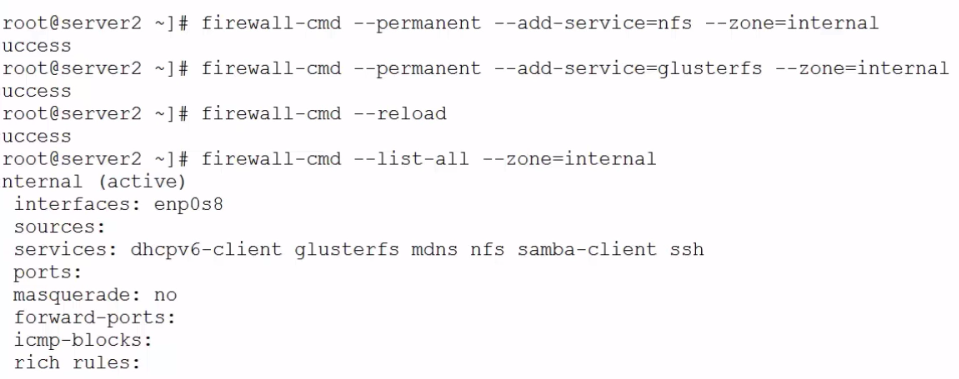 root@server2 ~]# firewall-cmd --permanent --add-service=nfs --zone=internal
uccess
root@server2 ~]# firewall-cmd --permanent --add-service=glusterfs --zone=internal
uccess
root@server2 ~]# firewall-cmd --reload
uccess
root@server2 ~]# firewall-cmd --list-all --zone=internal
nternal (active)
interfaces: enp0s8
sources:
services: dhcpv6-client glusterfs mdns nfs samba-client ssh
ports:
masquerade: no
forward-ports:
icmp-blocks:
rich rules: